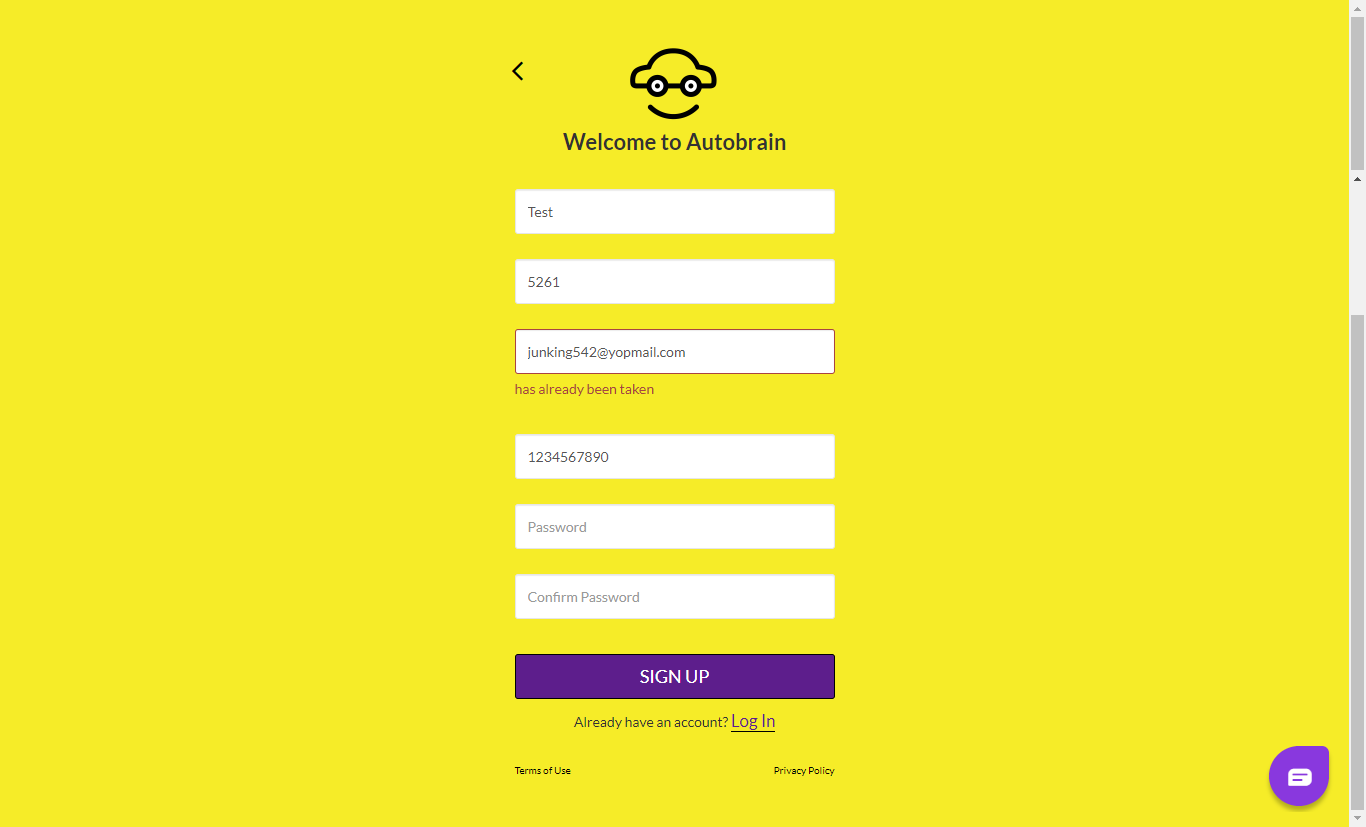 Welcome to Autobrain
Test
5261
junking542@yopmail.com
has already been taken
1234567890
Password
Confirm Password
SIGN UP
Already have an account? Log In
Terms of Use
Privacy Policy